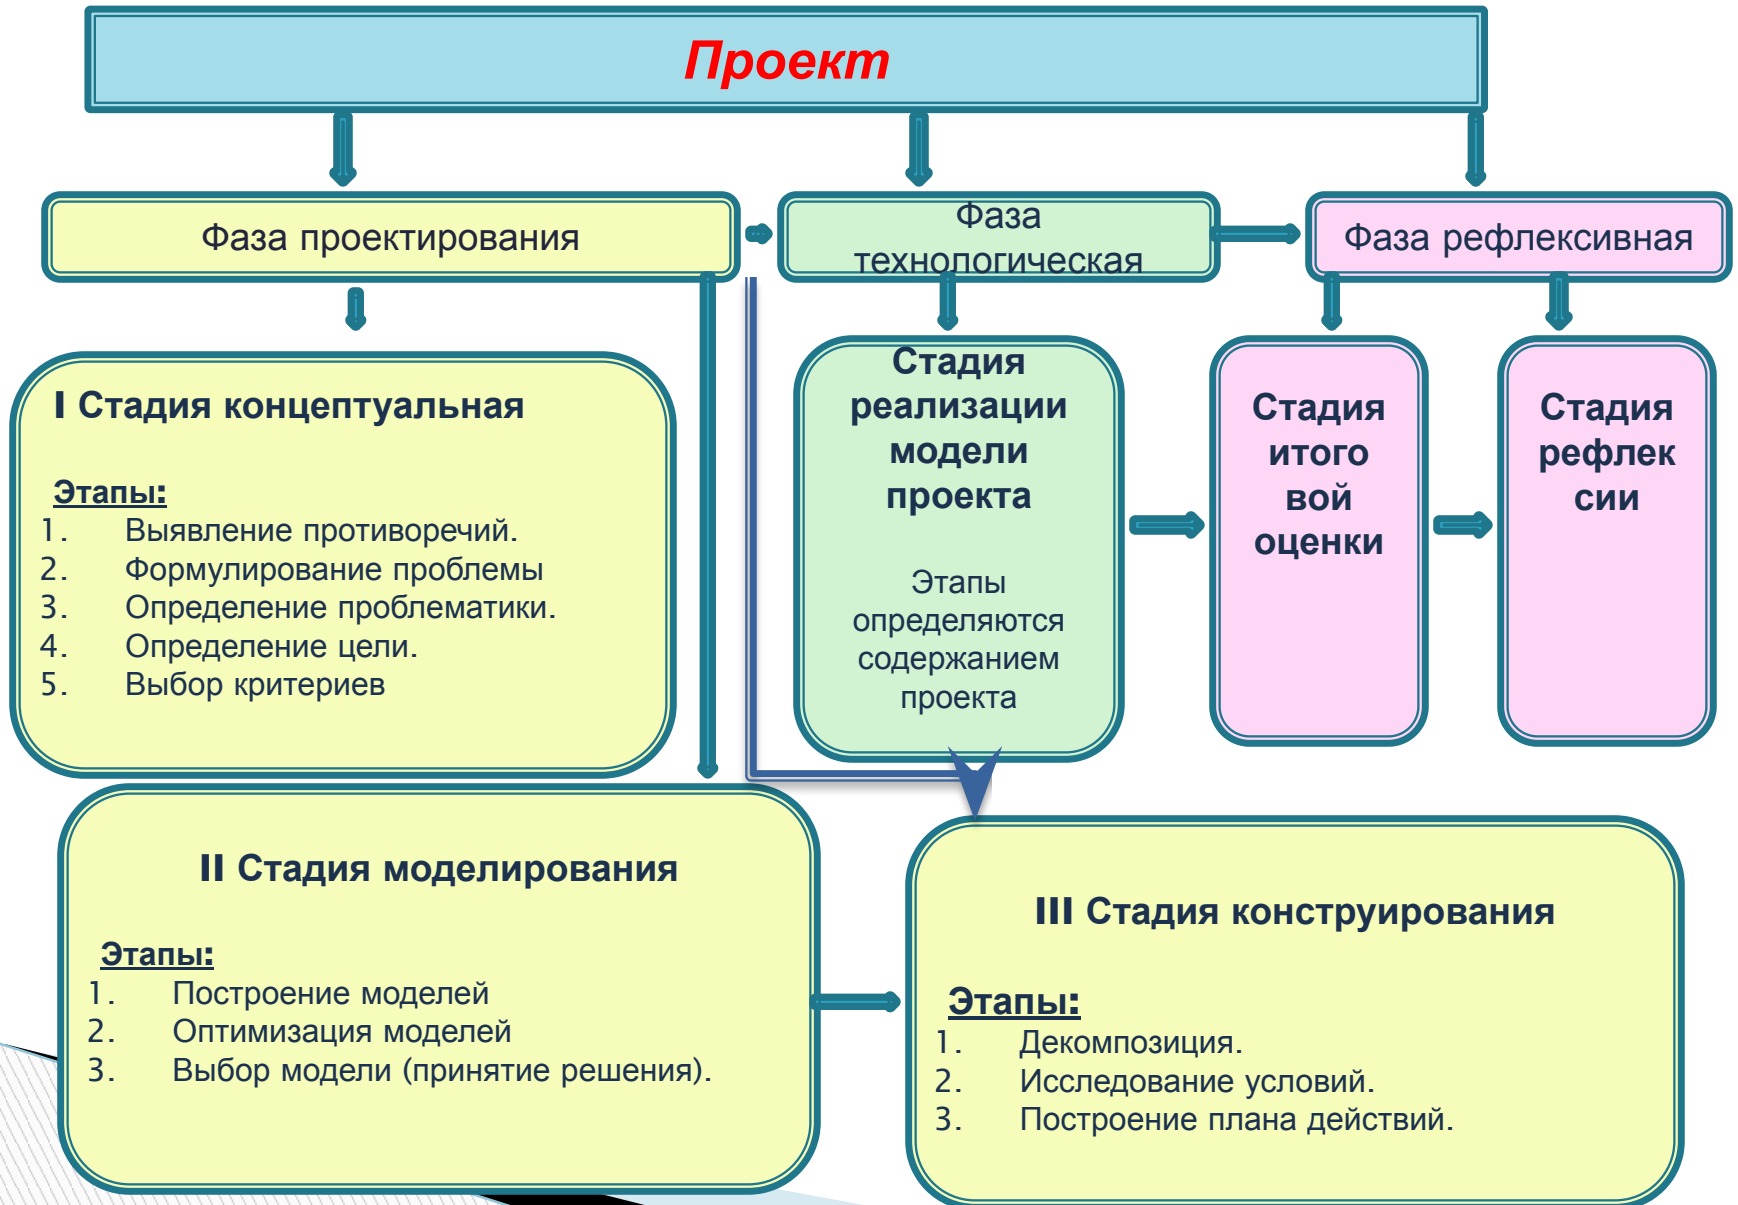 Проект
Фаза проектирования
Фаза
технологическая
Фаза рефлексивная
I Стадия концептуальная
Этапы:
1. Выявление противоречий.
2. Формулирование проблемы
3. Определение проблематики.
4. Определение цели.
5. Выбор критериев
Стадия
реализации
модели
проекта
Этапы
определяются
содержанием
проекта
Стадия
итого
вой
оценки
Стадия
рефлек
сии
II Стадия моделирования
Этапы:
1. Построение моделей
2. Оптимизация моделей
3. Выбор модели (принятие решения).
III Стадия конструирования
Этапы:
1. Декомпозиция.
2. Исследование условий.
3. Построение плана действий.